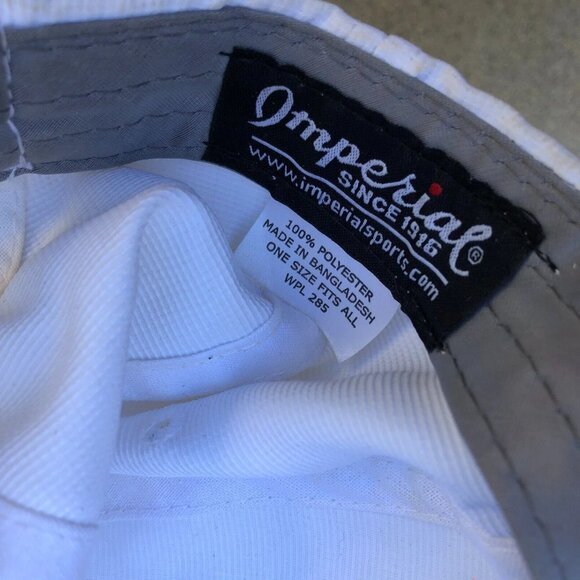 Imperial®
SINCE 1916
www.imperialsports.com
100% POLYESTER
MADE IN BANGLADESH
ONE SIZE FITS ALL
WPL 285